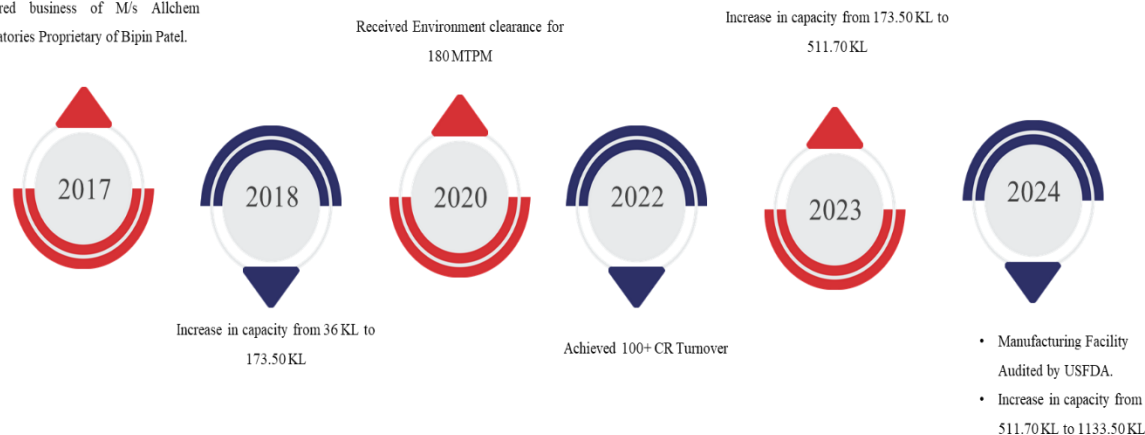 business of M/s Allchem
Proprietary of Bipin Patel.
2017
2018
Increase in capacity from 36 KL to
173.50 KL
Received Environment clearance for
180 MTPM
2020
2022
Achieved 100+ CR Turnover
Increase in capacity from 173.50 KL to
511.70 KL
2023
2024
• Manufacturing Facility
Audited by USFDA.
• Increase in capacity from
511.70 KL to 1133.50 KL